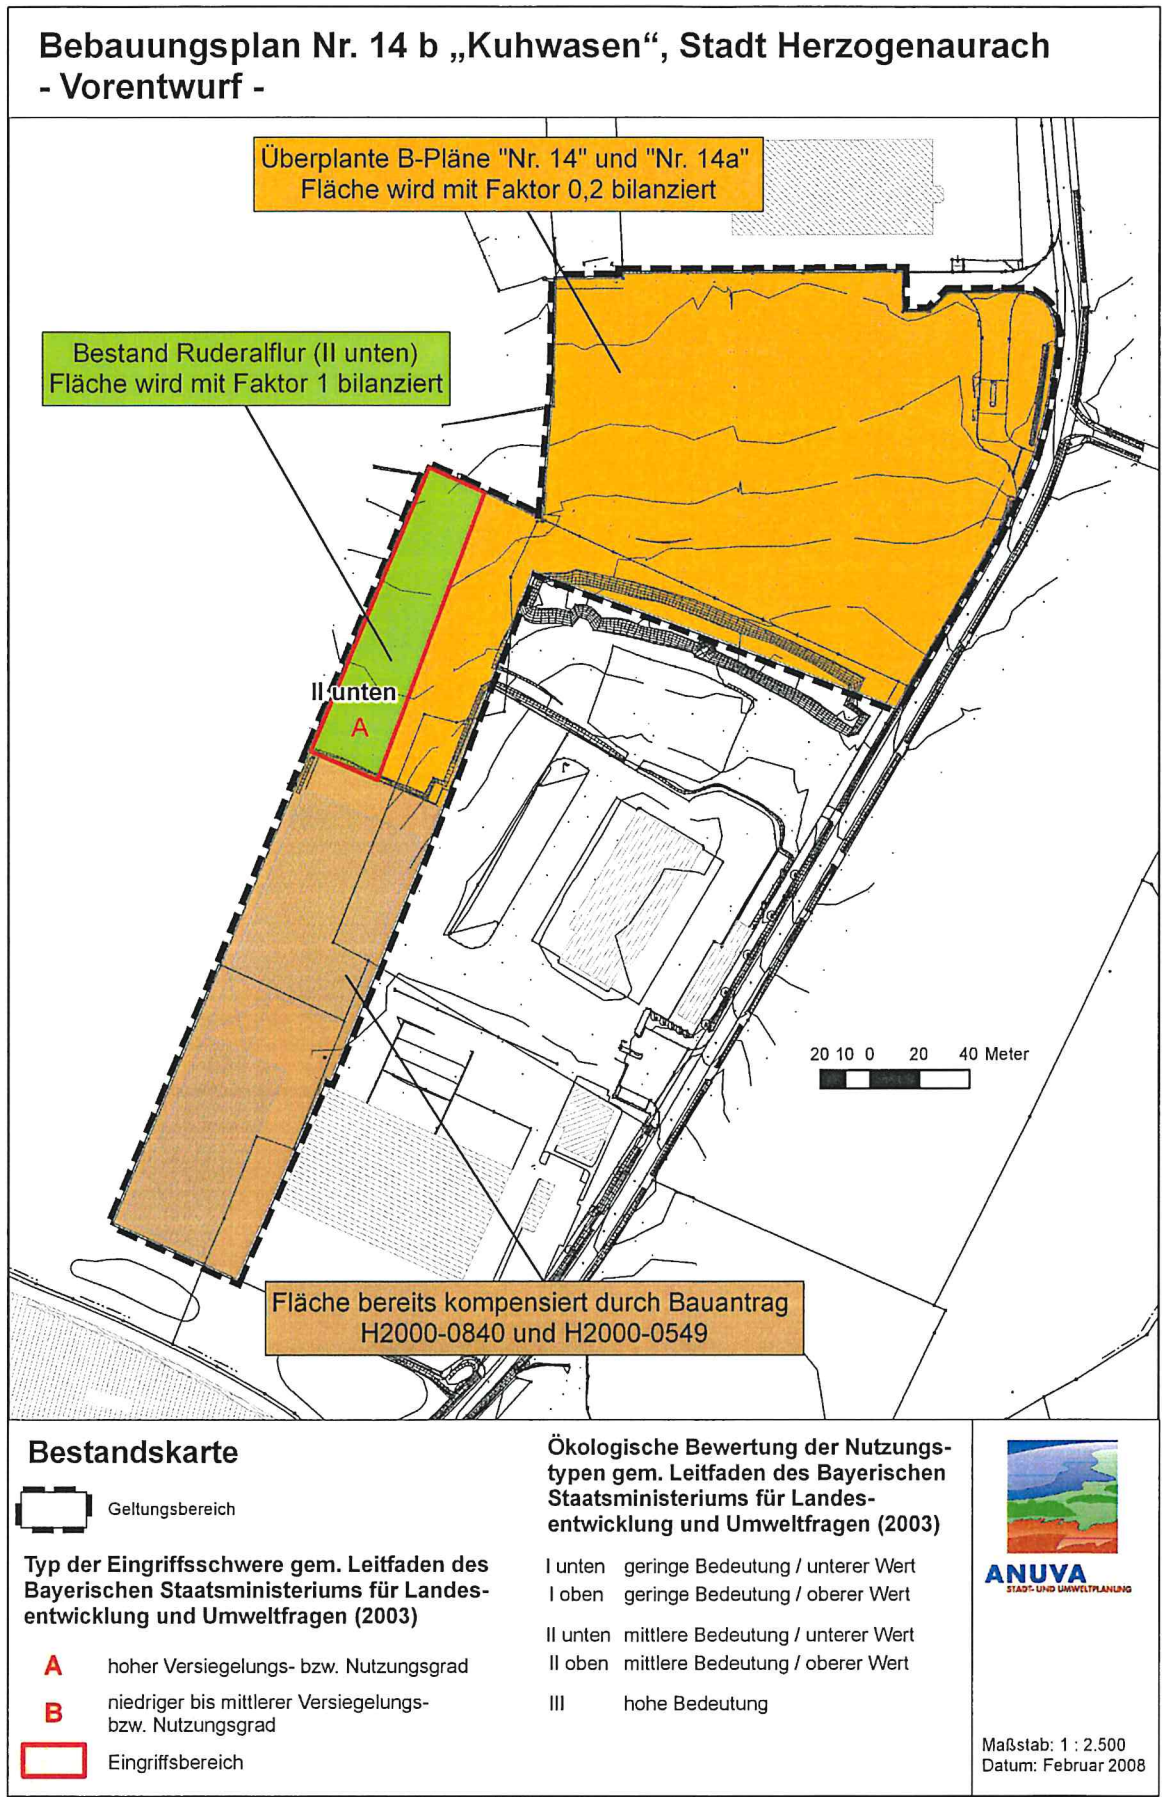 Bebauungsplan Nr. 14 b „Kuhwasen“, Stadt Herzogenaurach
- Vorentwurf -
Überplante B-Pläne "Nr. 14" und "Nr. 14a"
Fläche wird mit Faktor 0,2 bilanziert
Bestand Ruderalflur (II unten)
Fläche wird mit Faktor 1 bilanziert
II unten
A
20 10 0 20 40 Meter
Fläche bereits kompensiert durch Bauantrag
H2000-0840 und H2000-0549
Bestandskarte
Geltungsbereich
Typ der Eingriffsschwere gem. Leitfaden des
Bayerischen Staatsministeriums für Landes-
entwicklung und Umweltfragen (2003)
A hoher Versiegelungs- bzw. Nutzungsgrad
B niedriger bis mittlerer Versiegelungs-
bzw. Nutzungsgrad
Eingriffsbereich
Ökologische Bewertung der Nutzungs-
typen gem. Leitfaden des Bayerischen
Staatsministeriums für Landes-
entwicklung und Umweltfragen (2003)
I unten geringe Bedeutung / unterer Wert
I oben geringe Bedeutung / oberer Wert
II unten mittlere Bedeutung / unterer Wert
II oben mittlere Bedeutung / oberer Wert
III hohe Bedeutung
ANUVA
STADT- UND UMWELTPLANUNG
Maßstab: 1 : 2.500
Datum: Februar 2008